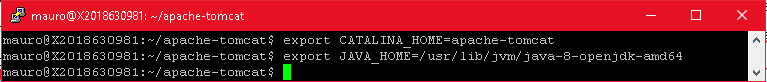 mauro@X2018630981: ~/apache-tomcat
mauro@X2018630981:~/apache-tomcat$ export CATALINA_HOME=apache-tomcat
mauro@X2018630981:~/apache-tomcat$ export JAVA_HOME=/usr/lib/jvm/java-8-openjdk-amd64
mauro@X2018630981:~/apache-tomcat$